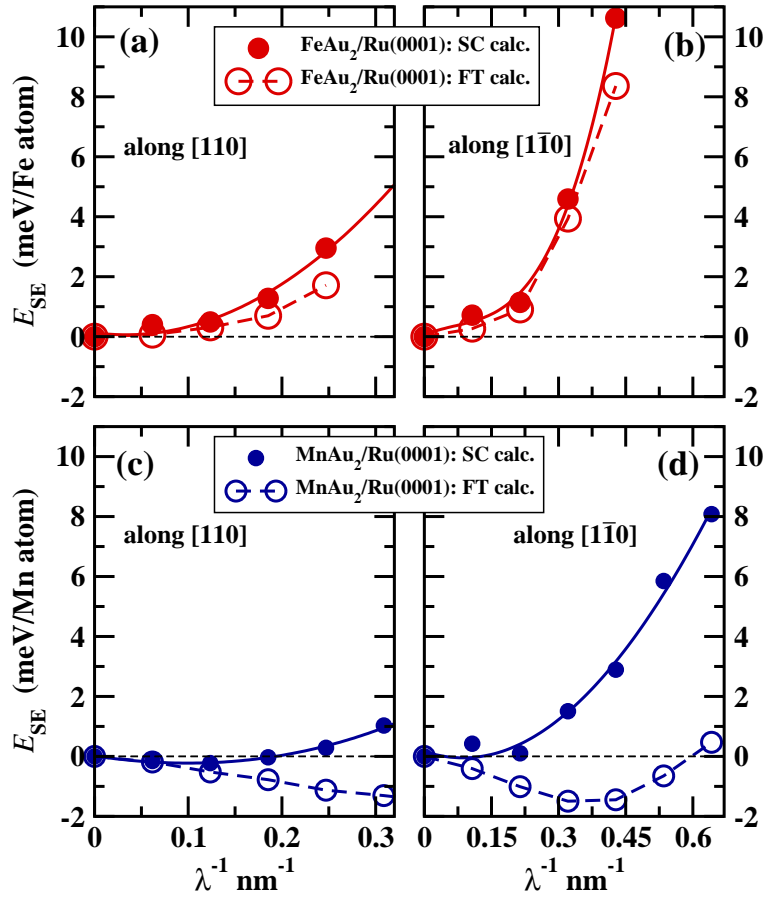 (a)
(b)
FeAu₂/Ru(0001): SC calc.
FeAu₂/Ru(0001): FT calc.
along [110]
along [11̅0]
10
8
6
4
2
0
-2
10
8
6
4
2
0
-2
E_SE (meV/Fe atom)
(c)
(d)
MnAu₂/Ru(0001): SC calc.
MnAu₂/Ru(0001): FT calc.
along [110]
along [11̅0]
10
8
6
4
2
0
-2
10
8
6
4
2
0
-2
E_SE (meV/Mn atom)
0 0.1 0.2 0.3
0 0.15 0.3 0.45 0.6
λ⁻¹ nm⁻¹
λ⁻¹ nm⁻¹